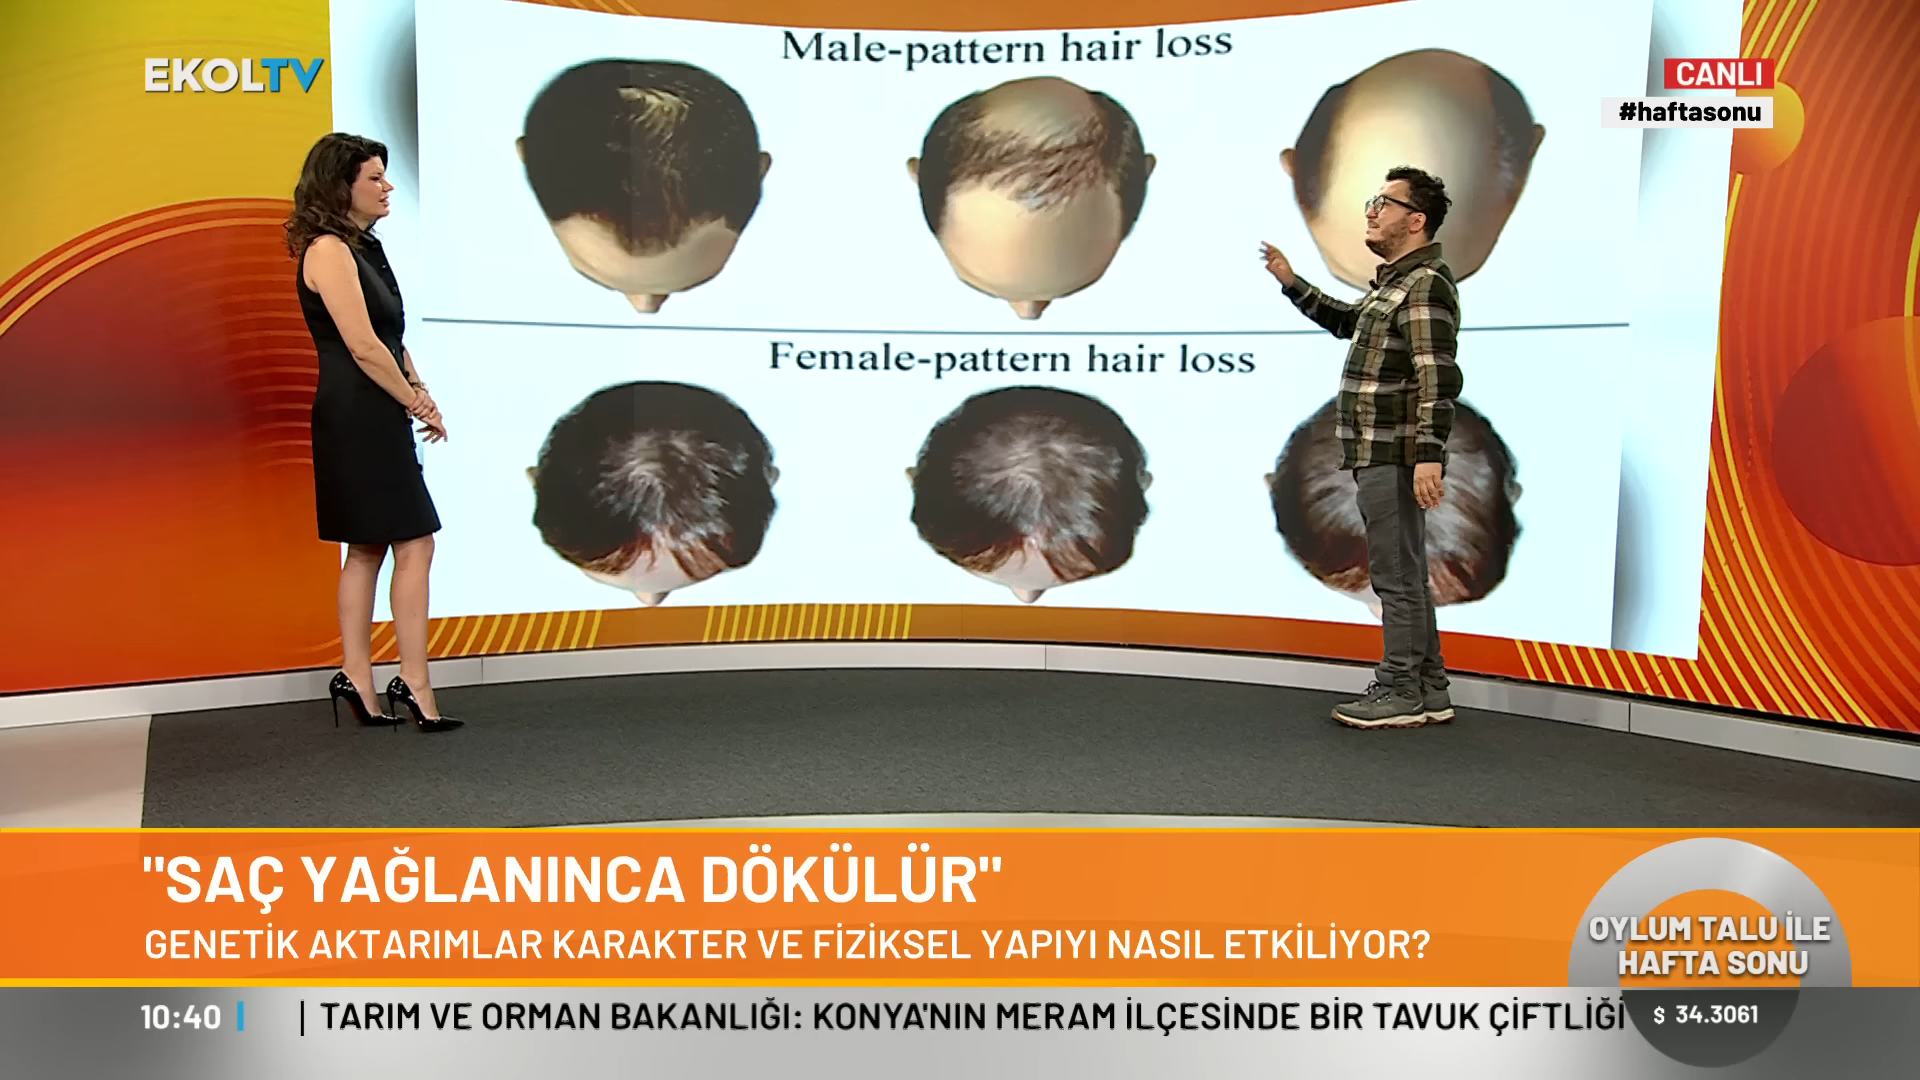 EKOLTV
Male-pattern hair loss
CANLI
#haftasonu
Female-pattern hair loss
"SAÇ YAĞLANINCA DÖKÜLÜR"
GENETİK AKTARIMLAR KARAKTER VE FİZİKSEL YAPIYI NASIL ETKİLİYOR?
OYLUM TALU İLE
HAFTA SONU
10:40 | TARIM VE ORMAN BAKANLIĞI: KONYA'NIN MERAM İLÇESİNDE BİR TAVUK ÇİFTLİĞİ
$ 34.3061